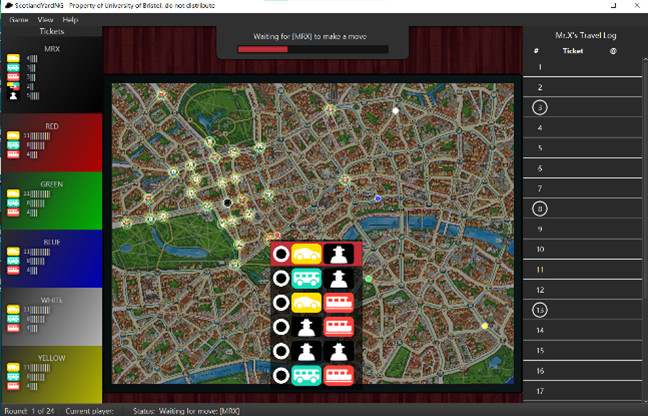 ScotlandYardNG - Property of University of Bristol, do not distribute
Game View Help
Tickets
MRX
RED
GREEN
BLUE
WHITE
YELLOW
Waiting for [MRX] to make a move
Mr.X's Travel Log
# Ticket @
1
2
3
4
5
6
7
8
9
10
11
12
13
14
15
16
17
Round: 1 of 24 Current player: Status: Waiting for move: [MRX]